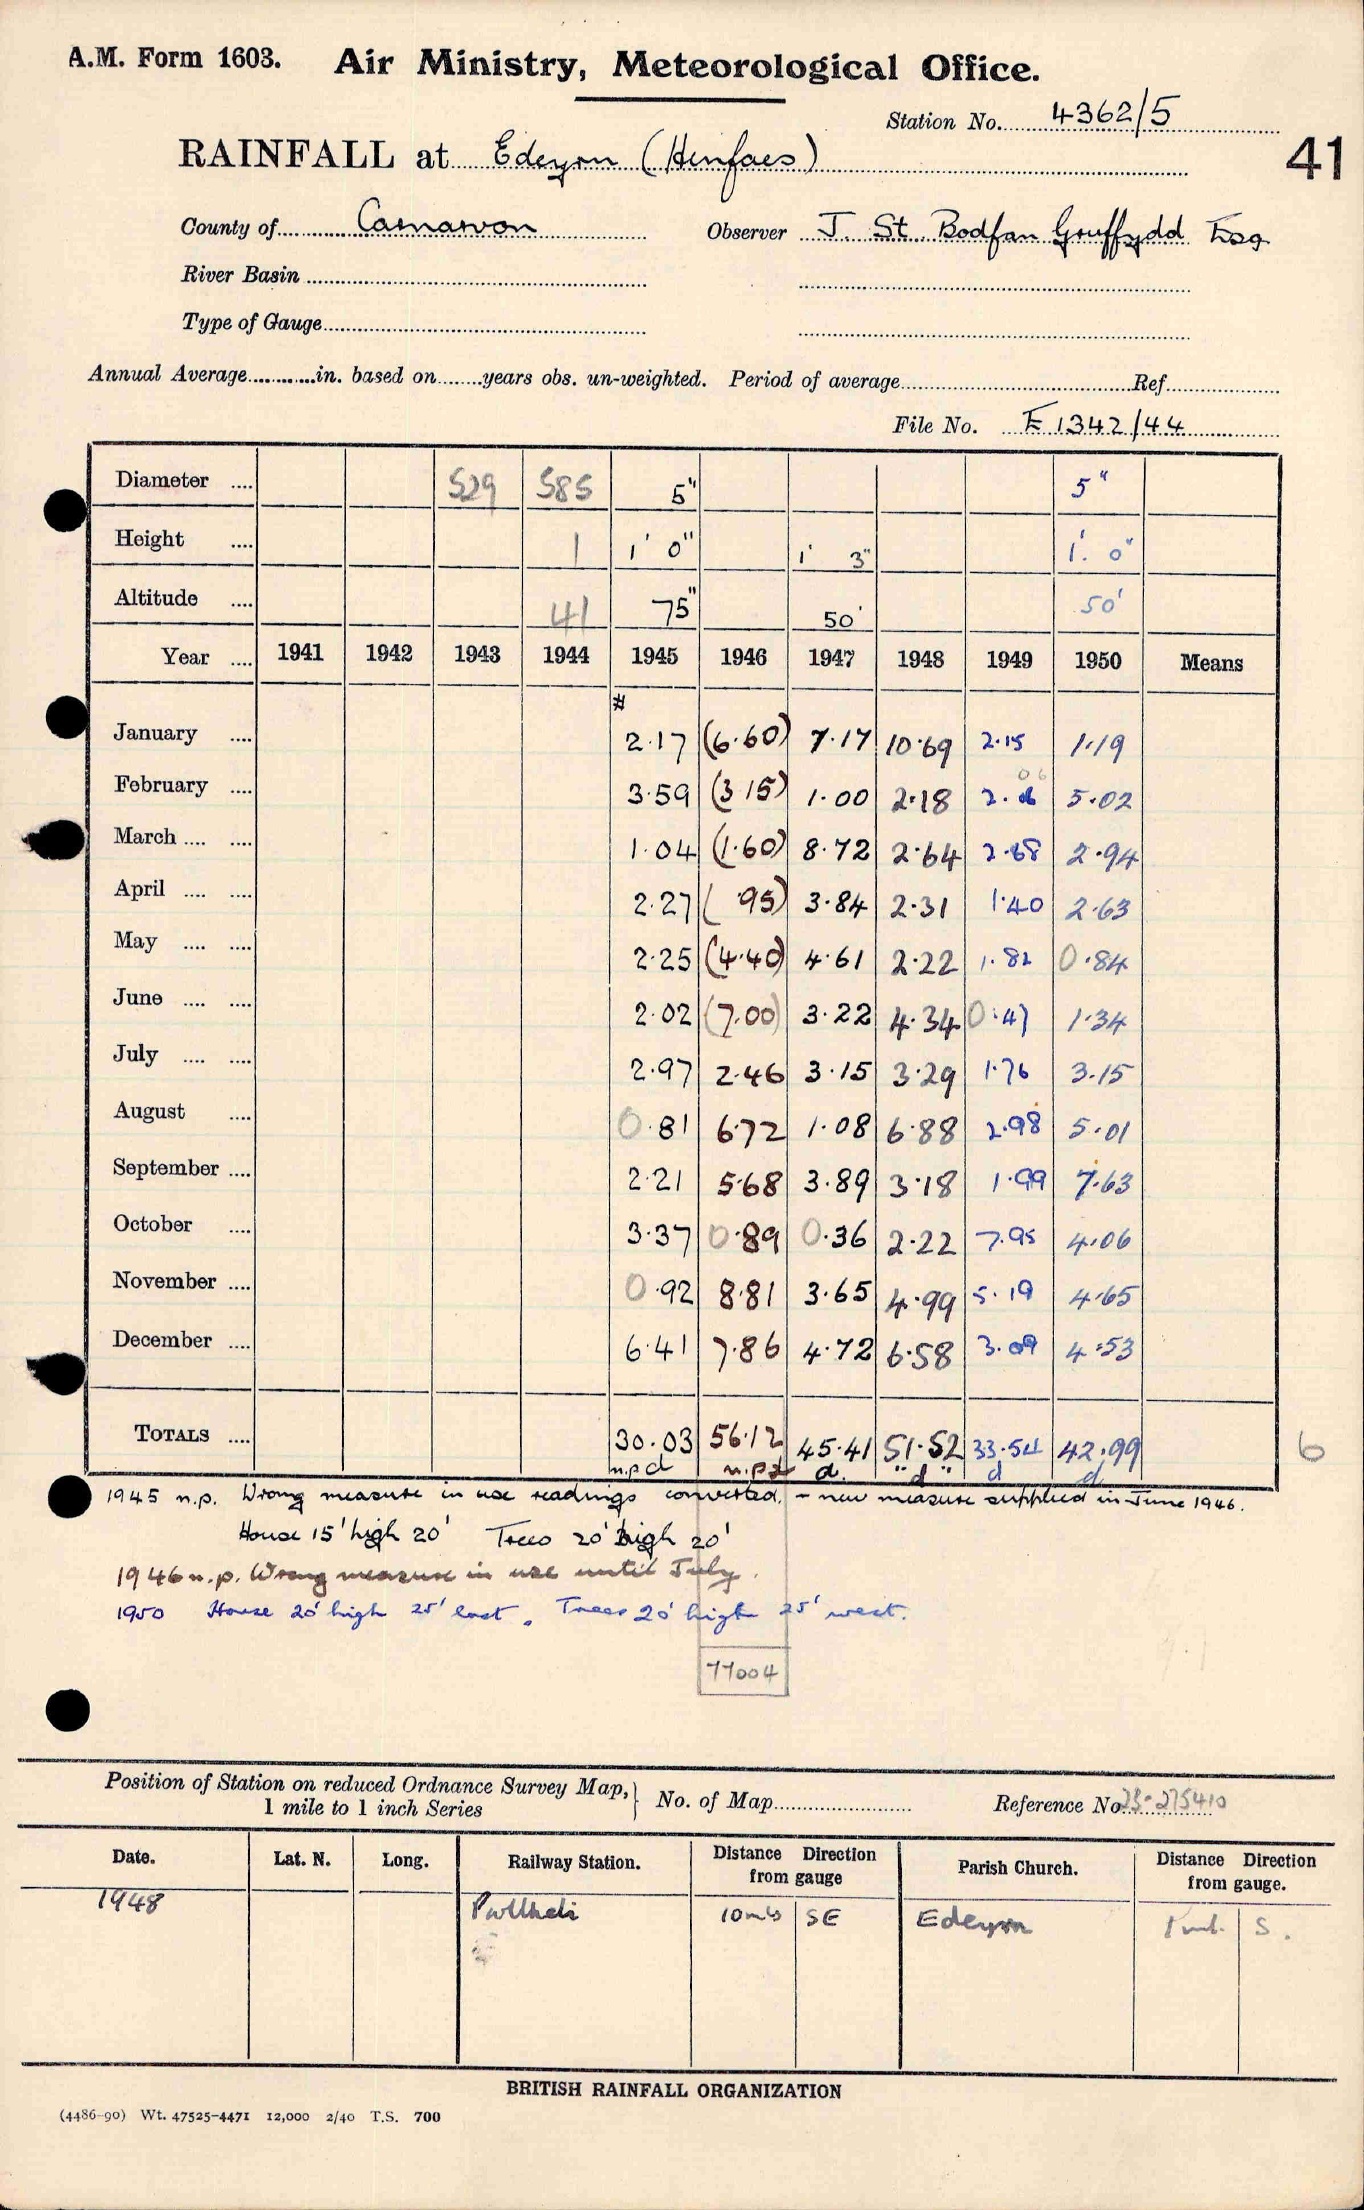 A.M. Form 1603. Air Ministry, Meteorological Office.
Station No. 4362/5
RAINFALL at Edeyrn (Henfaes) 41
County of Carnarvon Observer J. St. Bodfan Gruffydd Esq
River Basin
Type of Gauge
Annual Average in. based on years obs. un-weighted. Period of average Ref
File No. E 1342/44
Diameter 529 585 5" 5"
Height 1 1' 0" 1' 3" 1'. 0"
Altitude 41 75" 50' 50'
Year 1941 1942 1943 1944 1945 1946 1947 1948 1949 1950 Means
#
January 2.17 (6.60) 7.17 10.69 2.15 1.19
06
February 3.59 (3 15) 1.00 2.18 2.06 5.02
March 1.04 (1.60) 8.72 2.64 2.68 2.94
April 2.27 ( .95) 3.84 2.31 1.40 2.63
May 2.25 (4.40) 4.61 2.22 1.82 0.84
June 2.02 (7.00) 3.22 4.34 0.47 1.34
July 2.97 2.46 3.15 3.29 1.76 3.15
August 0.81 6.72 1.08 6.88 2.98 5.01
September 2.21 5.68 3.89 3.18 1.99 7.63
October 3.37 0.89 0.36 2.22 7.95 4.06
November 0.92 8.81 3.65 4.99 5.19 4.65
December 6.41 7.86 4.72 6.58 3.09 4.53
TOTALS 30.03 56.12 45.41 51.52 33.54 42.99 6
n.p d n.p d d. " d " d d
1945 n.p. Wrong measure in use readings converted. - new measure supplied in June 1946.
House 15' high 20' Trees 20' high 20'
1946 n.p. Wrong measure in use until July.
1950 House 20' high 25' east. Trees 20' high 25' west.
77004
Position of Station on reduced Ordnance Survey Map,
1 mile to 1 inch Series
No. of Map Reference No. 23-275410
Date. Lat. N. Long. Railway Station. Distance Direction from gauge Parish Church. Distance Direction from gauge.
1948 Pwllheli 10 mls SE Edeyrn 1 ml. S.
BRITISH RAINFALL ORGANIZATION
(4486-90) Wt. 47525-4471 12,000 2/40 T.S. 700